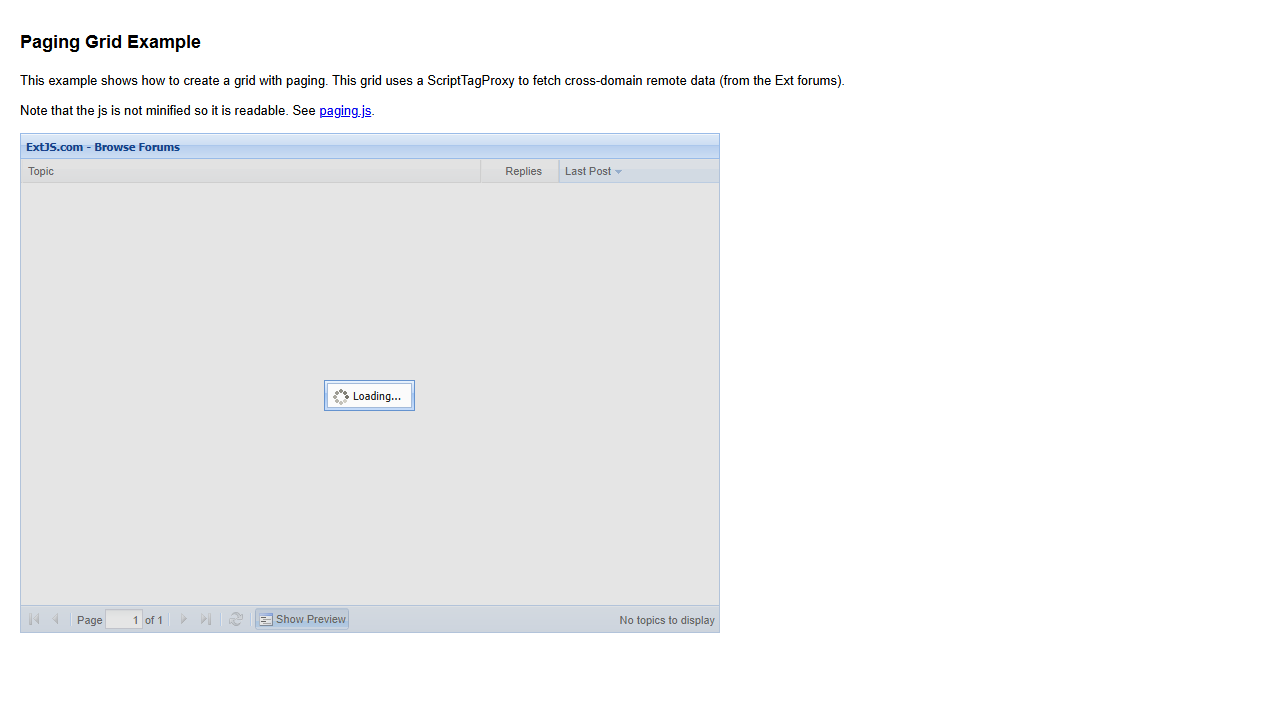 Paging Grid Example
This example shows how to create a grid with paging. This grid uses a ScriptTagProxy to fetch cross-domain remote data (from the Ext forums).
Note that the js is not minified so it is readable. See paging.js.
ExtJS.com - Browse Forums
Topic Replies Last Post
Loading...
Page 1 of 1 Show Preview No topics to display